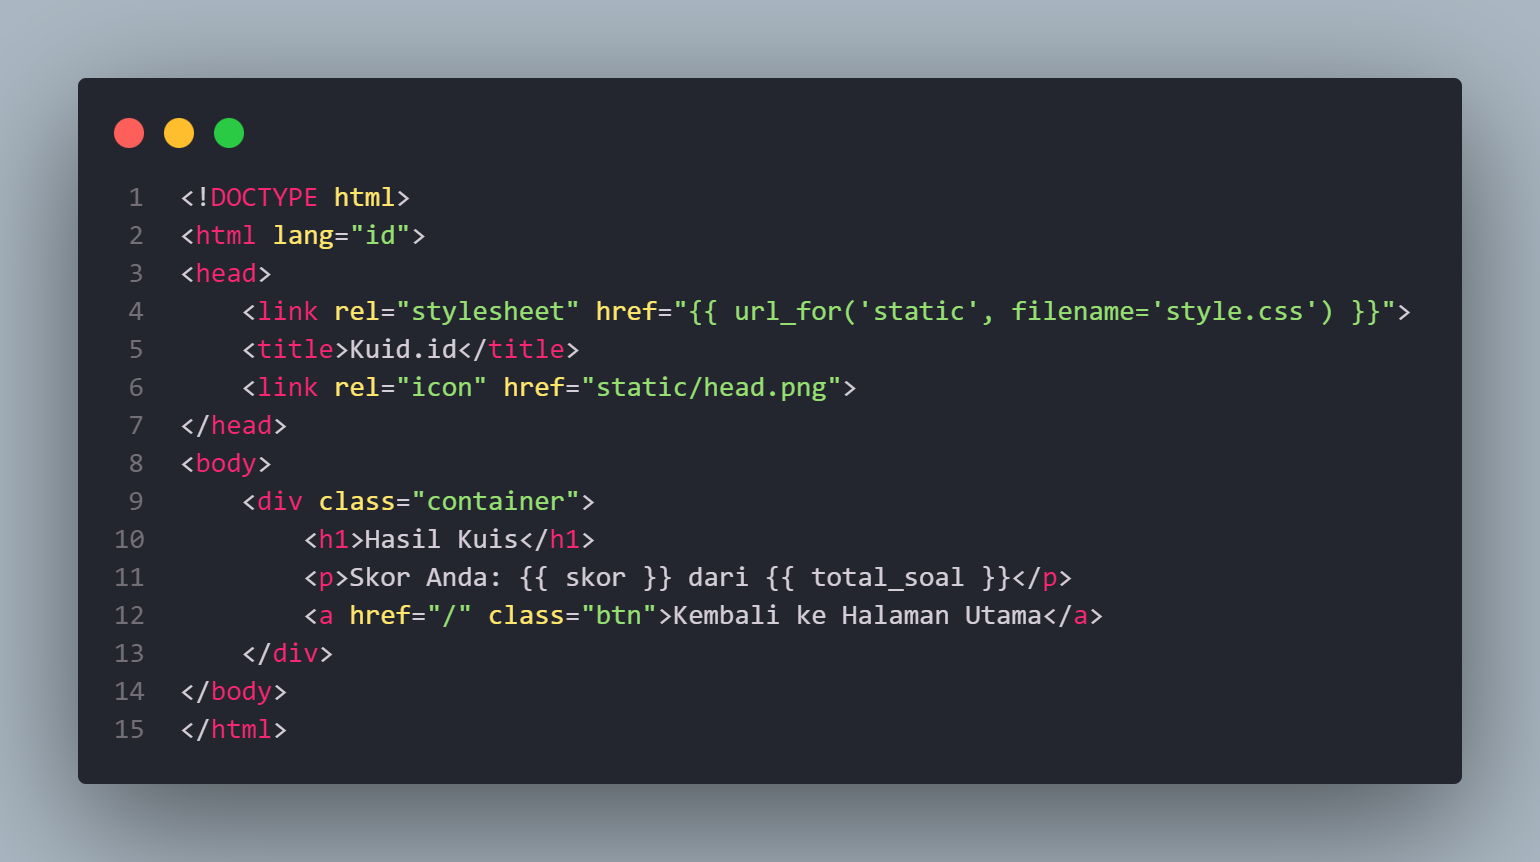 1 <!DOCTYPE html>
2 <html lang="id">
3 <head>
4     <link rel="stylesheet" href="{{ url_for('static', filename='style.css') }}">
5     <title>Kuid.id</title>
6     <link rel="icon" href="static/head.png">
7 </head>
8 <body>
9     <div class="container">
10         <h1>Hasil Kuis</h1>
11         <p>Skor Anda: {{ skor }} dari {{ total_soal }}</p>
12         <a href="/" class="btn">Kembali ke Halaman Utama</a>
13     </div>
14 </body>
15 </html>